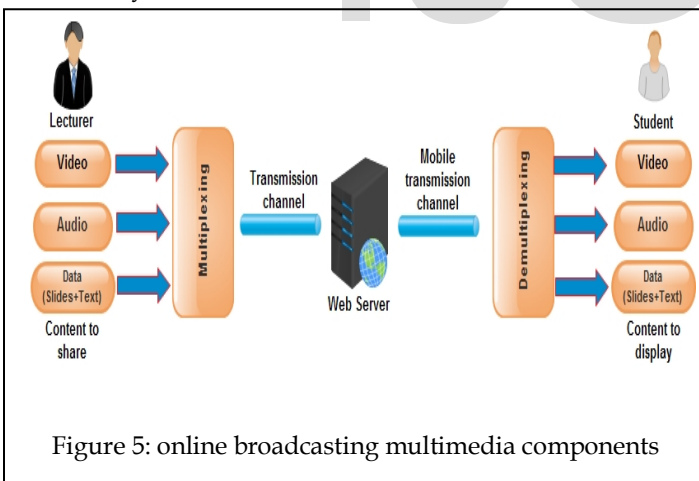 Lecturer
Video
Audio
Data
(Slides+Text)
Content to
share
Multiplexing
Transmission
channel
Web Server
Mobile
transmission
channel
Demultiplexing
Student
Video
Audio
Data
(Slides+Text)
Content to
display
Figure 5: online broadcasting multimedia components